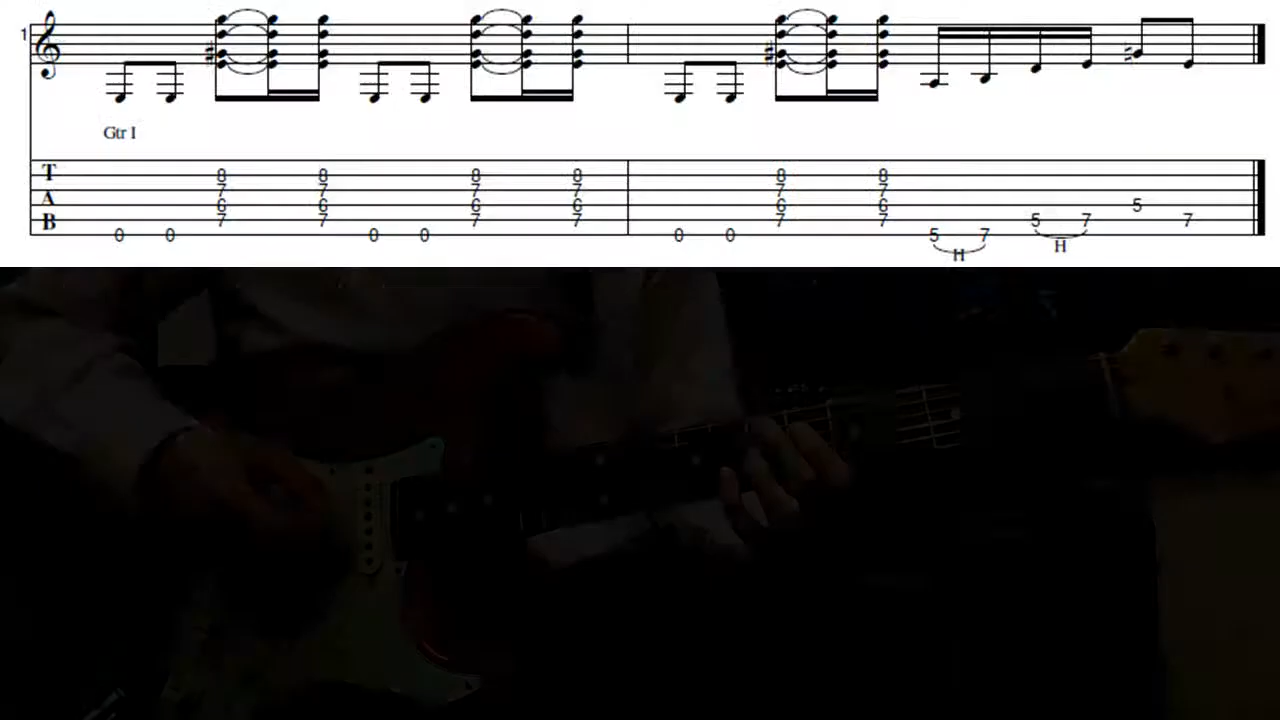 1
Gtr I
T 8 8 8 8 8 8
7 7 7 7 7 7
A 6 6 6 6 6 6 5
B 7 7 7 7 7 7 5 7 7
0 0 0 0 0 0 5 7
H H